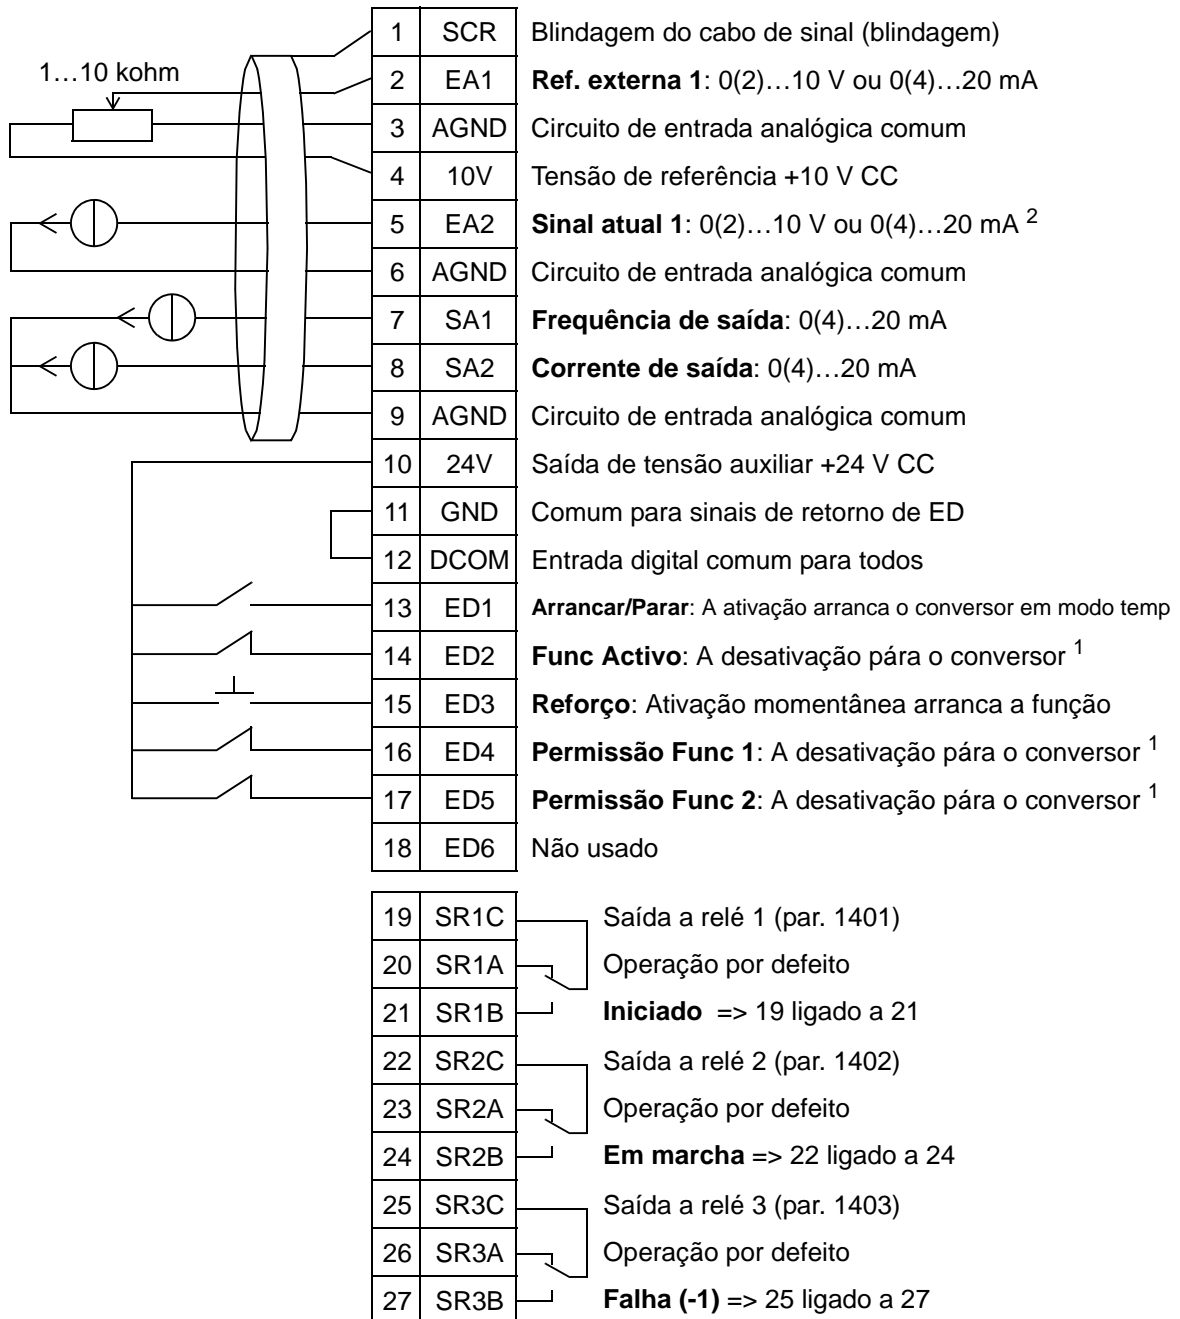 1 SCR Blindagem do cabo de sinal (blindagem)
1…10 kohm
2 EA1 Ref. externa 1: 0(2)…10 V ou 0(4)…20 mA
3 AGND Circuito de entrada analógica comum
4 10V Tensão de referência +10 V CC
5 EA2 Sinal atual 1: 0(2)…10 V ou 0(4)…20 mA 2
6 AGND Circuito de entrada analógica comum
7 SA1 Frequência de saída: 0(4)…20 mA
8 SA2 Corrente de saída: 0(4)…20 mA
9 AGND Circuito de entrada analógica comum
10 24V Saída de tensão auxiliar +24 V CC
11 GND Comum para sinais de retorno de ED
12 DCOM Entrada digital comum para todos
13 ED1 Arrancar/Parar: A ativação arranca o conversor em modo temp
14 ED2 Func Activo: A desativação pára o conversor 1
15 ED3 Reforço: Ativação momentânea arranca a função
16 ED4 Permissão Func 1: A desativação pára o conversor 1
17 ED5 Permissão Func 2: A desativação pára o conversor 1
18 ED6 Não usado
19 SR1C Saída a relé 1 (par. 1401)
20 SR1A Operação por defeito
21 SR1B Iniciado => 19 ligado a 21
22 SR2C Saída a relé 2 (par. 1402)
23 SR2A Operação por defeito
24 SR2B Em marcha => 22 ligado a 24
25 SR3C Saída a relé 3 (par. 1403)
26 SR3A Operação por defeito
27 SR3B Falha (-1) => 25 ligado a 27